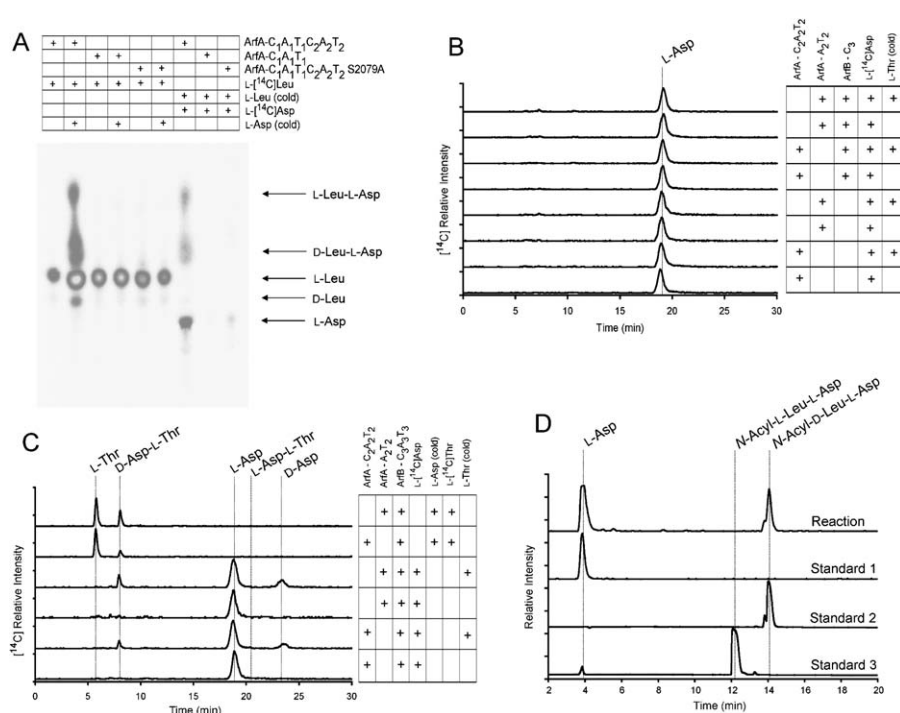 A
ArfA-C₁A₁T₁C₂A₂T₂
ArfA-C₁A₁T₁
ArfA-C₁A₁T₁C₂A₂T₂ S2079A
L-[¹⁴C]Leu
L-Leu (cold)
L-[¹⁴C]Asp
L-Asp (cold)
L-Leu-L-Asp
D-Leu-L-Asp
L-Leu
D-Leu
L-Asp
B
L-Asp
ArfA - C₂A₂T₂
ArfA - A₂T₂
ArfB - C₃
L-[¹⁴C]Asp
L-Thr (cold)
[¹⁴C] Relative Intensity
0 5 10 15 20 25 30
Time (min)
C
L-Thr
D-Asp-L-Thr
L-Asp
L-Asp-L-Thr
D-Asp
ArfA - C₂A₂T₂
ArfA - A₂T₂
ArfB - C₃A₃T₃
L-[¹⁴C]Asp
L-Asp (cold)
L-[¹⁴C]Thr
L-Thr (cold)
[¹⁴C] Relative Intensity
0 5 10 15 20 25 30
Time (min)
D
L-Asp
N-Acyl-L-Leu-L-Asp
N-Acyl-D-Leu-L-Asp
Reaction
Standard 1
Standard 2
Standard 3
Relative Intensity
2 4 6 8 10 12 14 16 18 20
Time (min)